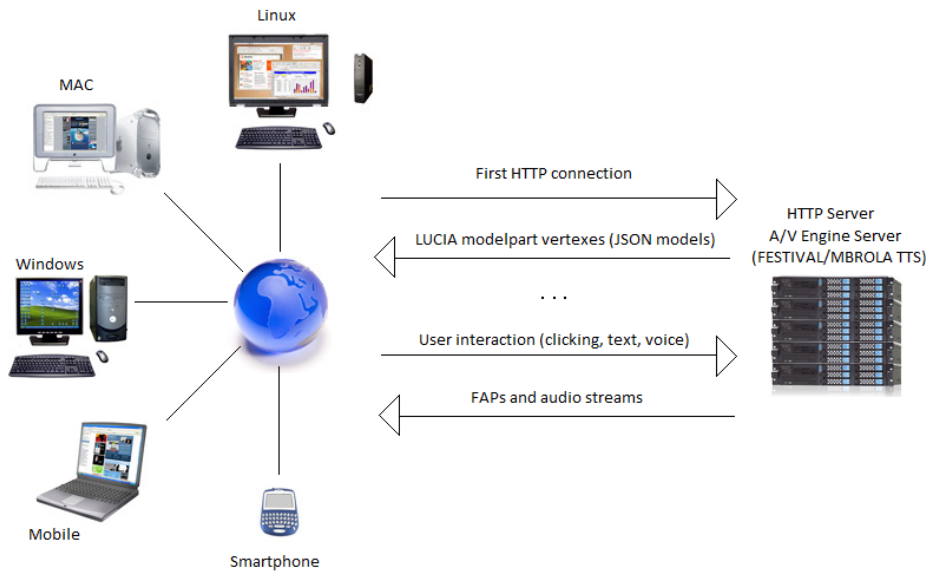 Linux
MAC
First HTTP connection
HTTP Server
A/V Engine Server
(FESTIVAL/MBROLA TTS)
LUCIA modelpart vertexes (JSON models)
Windows
. . .
User interaction (clicking, text, voice)
FAPs and audio streams
Mobile
Smartphone